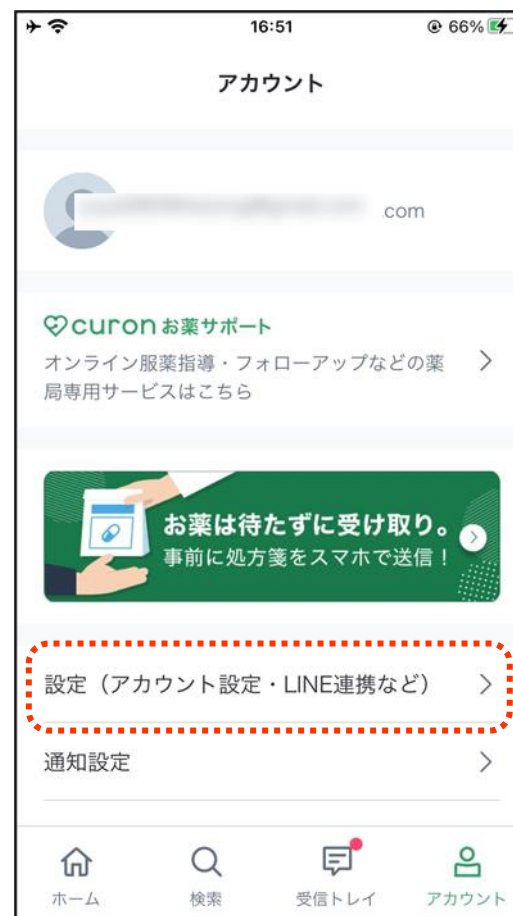 16:51
66%
アカウント
.com
curon お薬サポート
オンライン服薬指導・フォローアップなどの薬
局専用サービスはこちら
お薬は待たずに受け取り。
事前に処方箋をスマホで送信！
設定（アカウント設定・LINE連携など）
通知設定
ホーム
検索
受信トレイ
アカウント